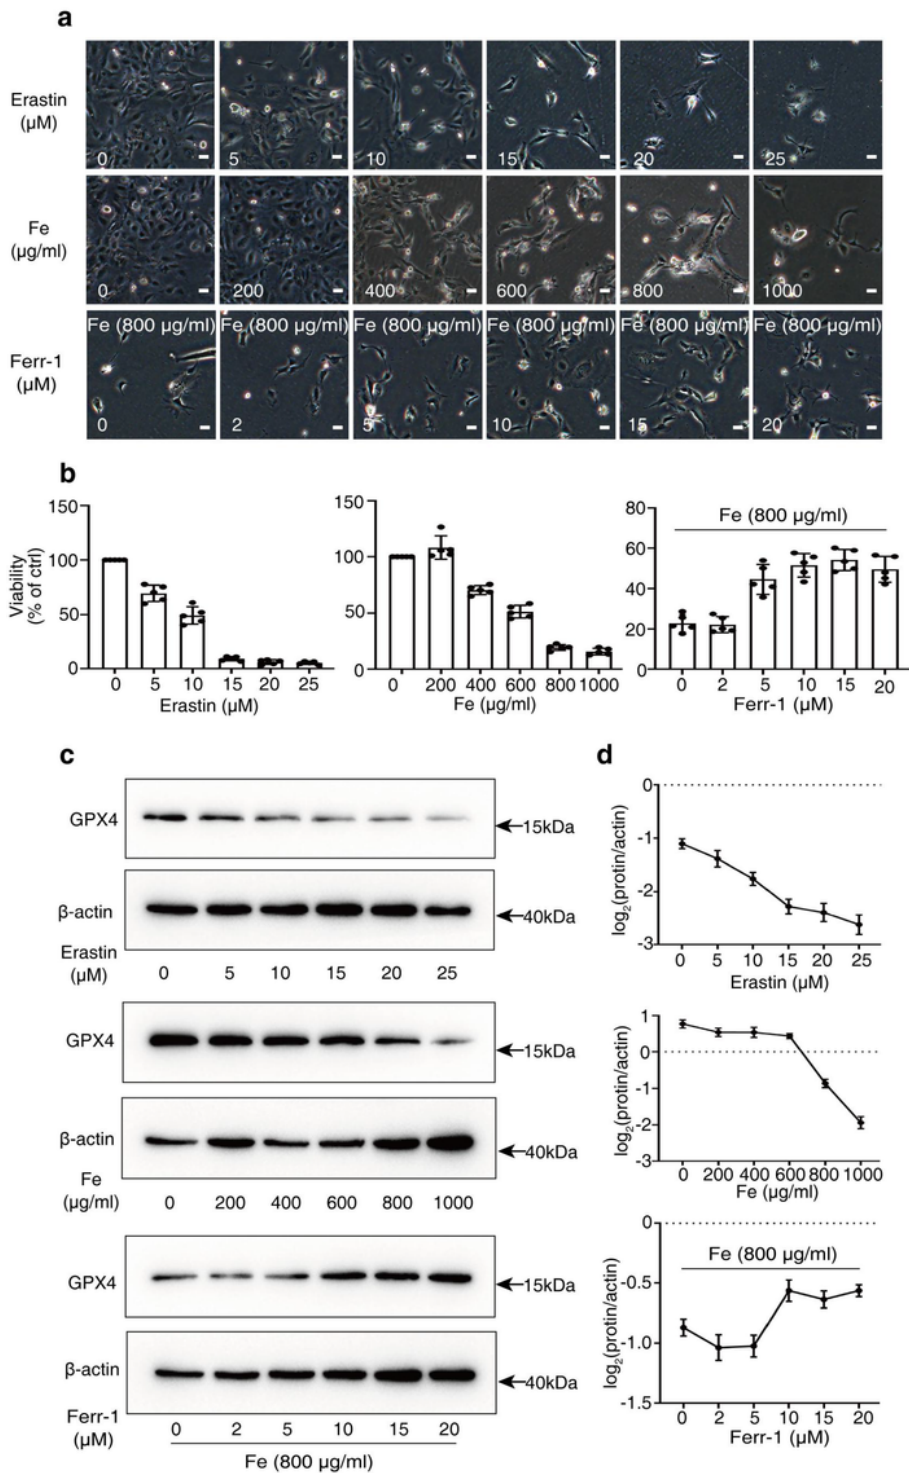 a
Erastin
(µM)
0 5 10 15 20 25
Fe
(µg/ml)
0 200 400 600 800 1000
Fe (800 µg/ml) Fe (800 µg/ml) Fe (800 µg/ml) Fe (800 µg/ml) Fe (800 µg/ml) Fe (800 µg/ml)
Ferr-1
(µM)
0 2 5 10 15 20
b
Viability
(% of ctrl)
150
100
50
0
0 5 10 15 20 25
Erastin (µM)
150
100
50
0
0 200 400 600 800 1000
Fe (µg/ml)
80
60
40
20
0
Fe (800 µg/ml)
0 2 5 10 15 20
Ferr-1 (µM)
c
GPX4
15kDa
β-actin
40kDa
Erastin
(µM)
0 5 10 15 20 25
GPX4
15kDa
β-actin
40kDa
Fe
(µg/ml)
0 200 400 600 800 1000
GPX4
15kDa
β-actin
40kDa
Ferr-1
(µM)
0 2 5 10 15 20
Fe (800 µg/ml)
d
log2(protin/actin)
0
-1
-2
-3
0 5 10 15 20 25
Erastin (µM)
log2(protin/actin)
1
0
-1
-2
-3
0 200 400 600 800 1000
Fe (µg/ml)
log2(protin/actin)
0
-0.5
-1.0
-1.5
Fe (800 µg/ml)
0 2 5 10 15 20
Ferr-1 (µM)